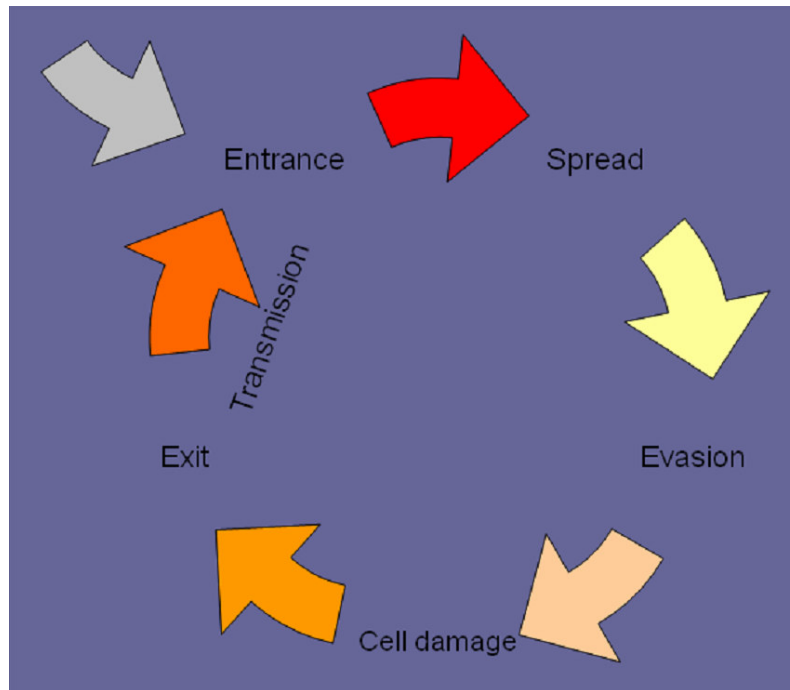 Entrance
Spread
Transmission
Exit
Evasion
Cell damage